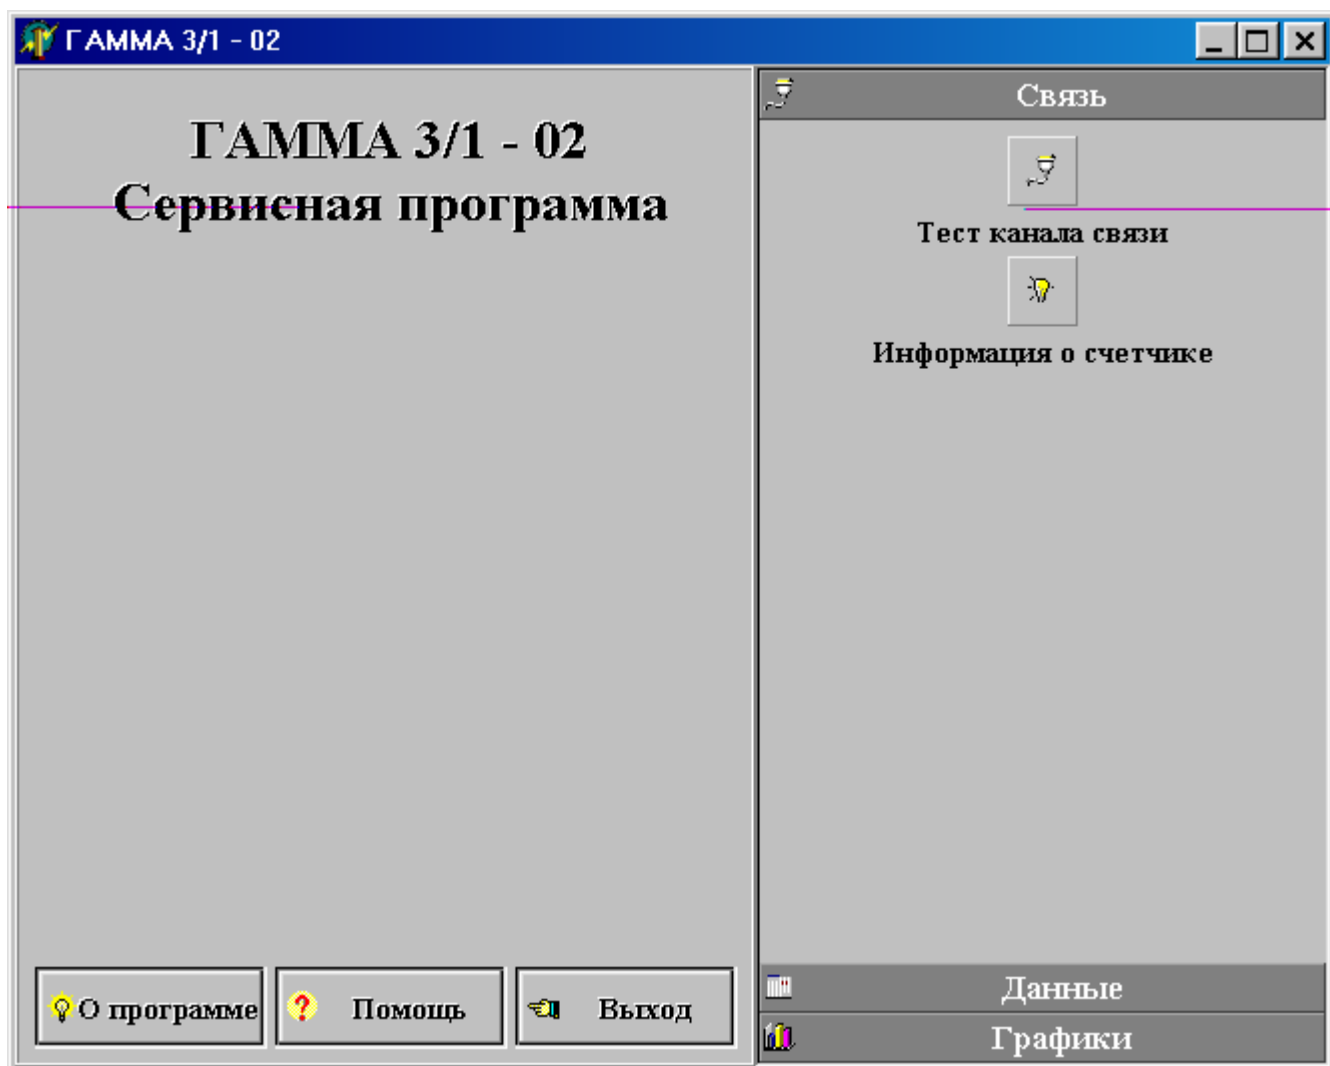 ГАММА 3/1 - 02
ГАММА 3/1 - 02
Сервисная программа
Связь
Тест канала связи
Информация о счетчике
Данные
Графики
О программе
Помощь
Выход